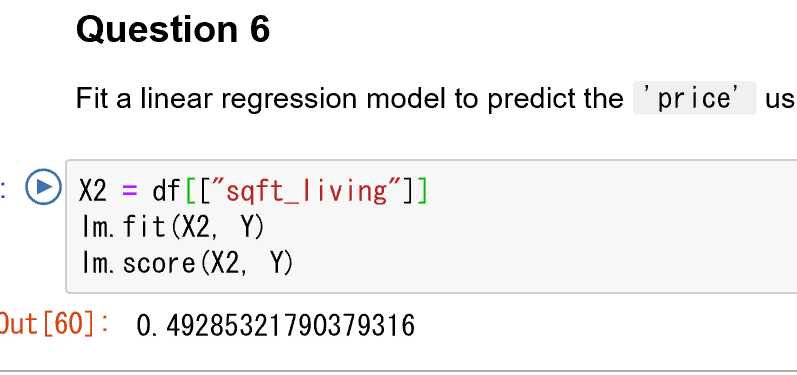 Question 6
Fit a linear regression model to predict the 'price' us
:
X2 = df[["sqft_living"]]
lm.fit(X2, Y)
lm.score(X2, Y)
Out[60]: 0.49285321790379316